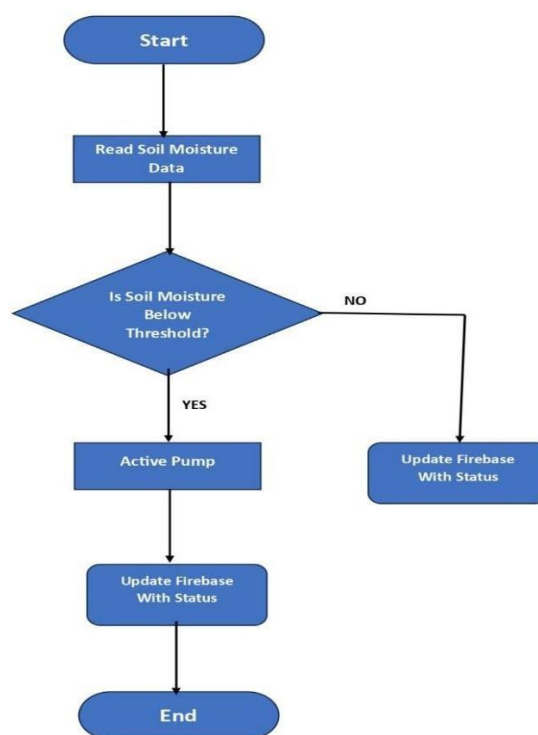 Start
Read Soil Moisture
Data
Is Soil Moisture
Below
Threshold?
NO
YES
Active Pump
Update Firebase
With Status
Update Firebase
With Status
End